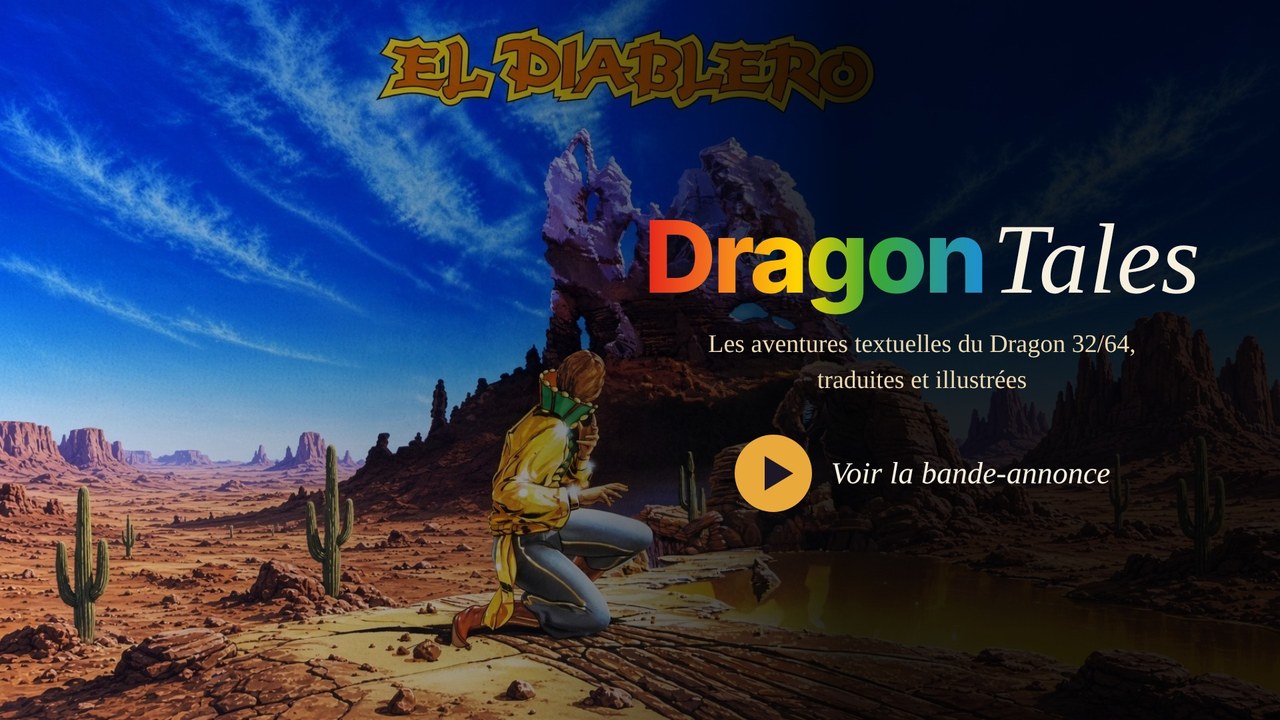 EL DIABLERO
Dragon Tales
Les aventures textuelles du Dragon 32/64,
traduites et illustrées
Voir la bande-annonce